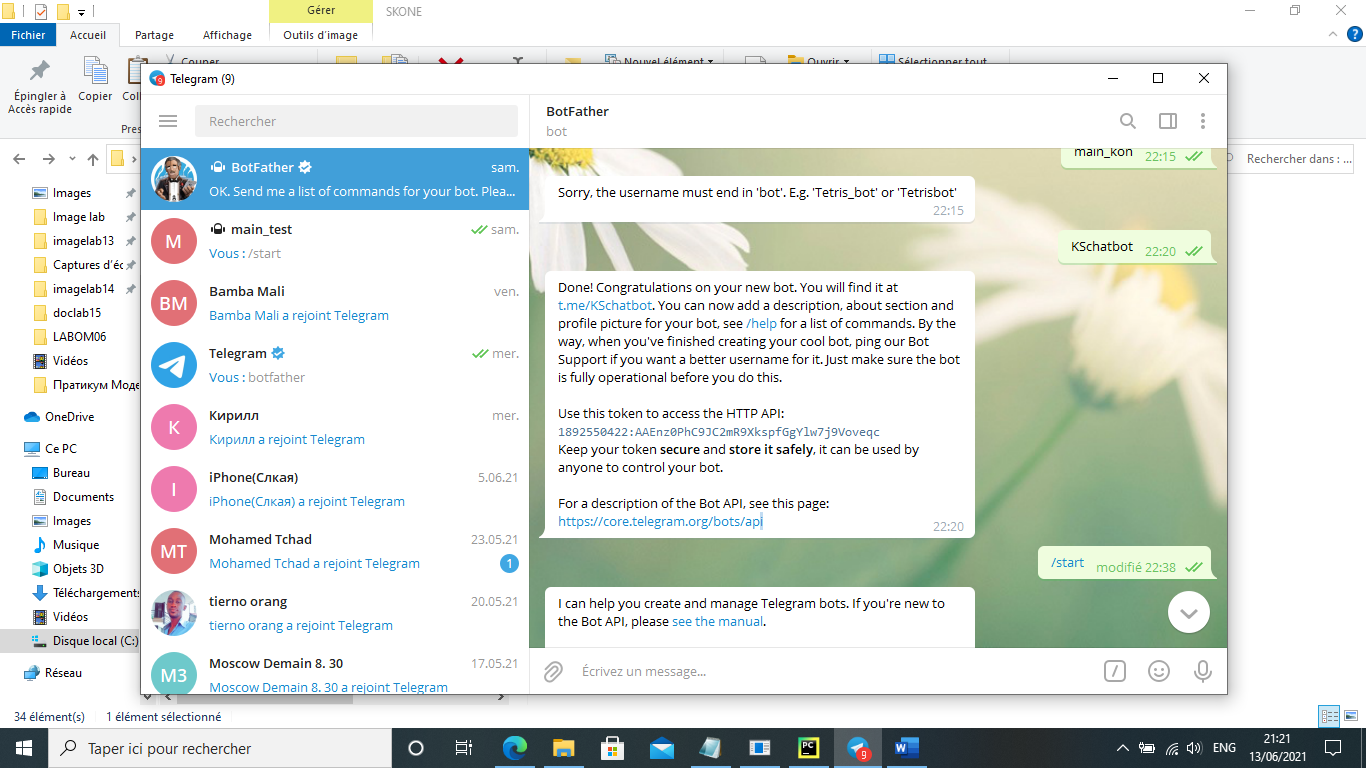 Gérer
SKONE
Fichier
Accueil
Partage
Affichage
Outils d'image
Couper
Nouvel élément
Ouvrir
Sélectionner tout
Épingler à
Accès rapide
Copier
Pres
Telegram (9)
Rechercher
BotFather
bot
Rechercher dans : ...
Images
Image lab
imagelab13
Captures d'éc
imagelab14
doclab15
LABOM06
Vidéos
Пратикум Моде
OneDrive
Ce PC
Bureau
Documents
Images
Musique
Objets 3D
Téléchargements
Vidéos
Disque local (C:)
Réseau
BotFather
sam.
OK. Send me a list of commands for your bot. Plea...
M
main_test
sam.
Vous : /start
BM
Bamba Mali
ven.
Bamba Mali a rejoint Telegram
Telegram
mer.
Vous : botfather
К
Кирилл
mer.
Кирилл a rejoint Telegram
I
iPhone(Слкая)
5.06.21
iPhone(Слкая) a rejoint Telegram
MT
Mohamed Tchad
23.05.21
Mohamed Tchad a rejoint Telegram
1
tierno orang
20.05.21
tierno orang a rejoint Telegram
M3
Moscow Demain 8. 30
17.05.21
Moscow Demain 8. 30 a rejoint Telegram
main_kon
22:15
Sorry, the username must end in 'bot'. E.g. 'Tetris_bot' or 'Tetrisbot'
22:15
KSchatbot
22:20
Done! Congratulations on your new bot. You will find it at
t.me/KSchatbot. You can now add a description, about section and
profile picture for your bot, see /help for a list of commands. By the
way, when you've finished creating your cool bot, ping our Bot
Support if you want a better username for it. Just make sure the bot
is fully operational before you do this.
Use this token to access the HTTP API:
1892550422:AAEnz0PhC9JC2mR9XkspfGgYlw7j9Voveqc
Keep your token secure and store it safely, it can be used by
anyone to control your bot.
For a description of the Bot API, see this page:
https://core.telegram.org/bots/api
22:20
/start
modifié 22:38
I can help you create and manage Telegram bots. If you're new to
the Bot API, please see the manual.
Écrivez un message...
34 élément(s)
1 élément sélectionné
Taper ici pour rechercher
PC
9
W
ENG
21:21
13/06/2021